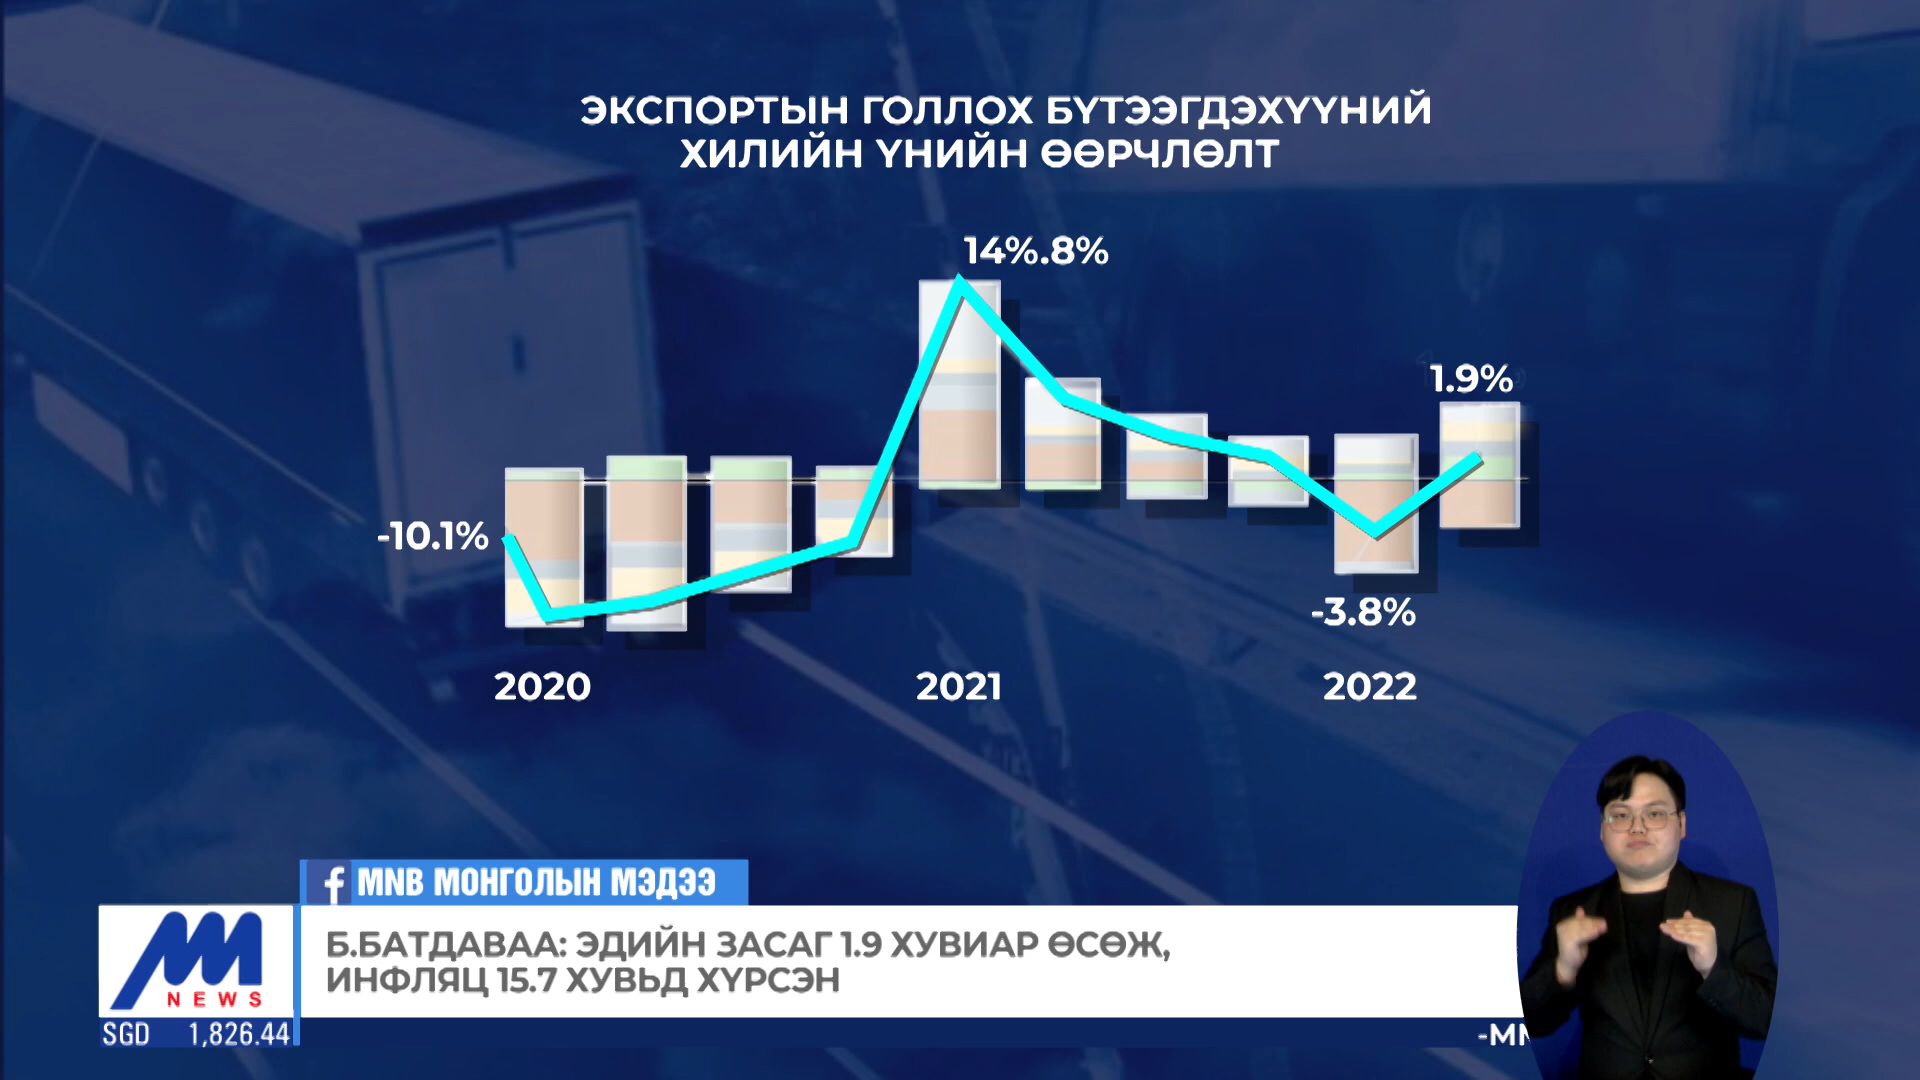 ЭКСПОРТЫН ГОЛЛОХ БҮТЭЭГДЭХҮҮНИЙ
ХИЛИЙН ҮНИЙН ӨӨРЧЛӨЛТ
14%.8%
1.9%
-10.1%
-3.8%
2020 2021 2022
f MNB МОНГОЛЫН МЭДЭЭ
Б.БАТДАВАА: ЭДИЙН ЗАСАГ 1.9 ХУВИАР ӨСӨЖ,
ИНФЛЯЦ 15.7 ХУВЬД ХҮРСЭН
NEWS
SGD 1,826.44